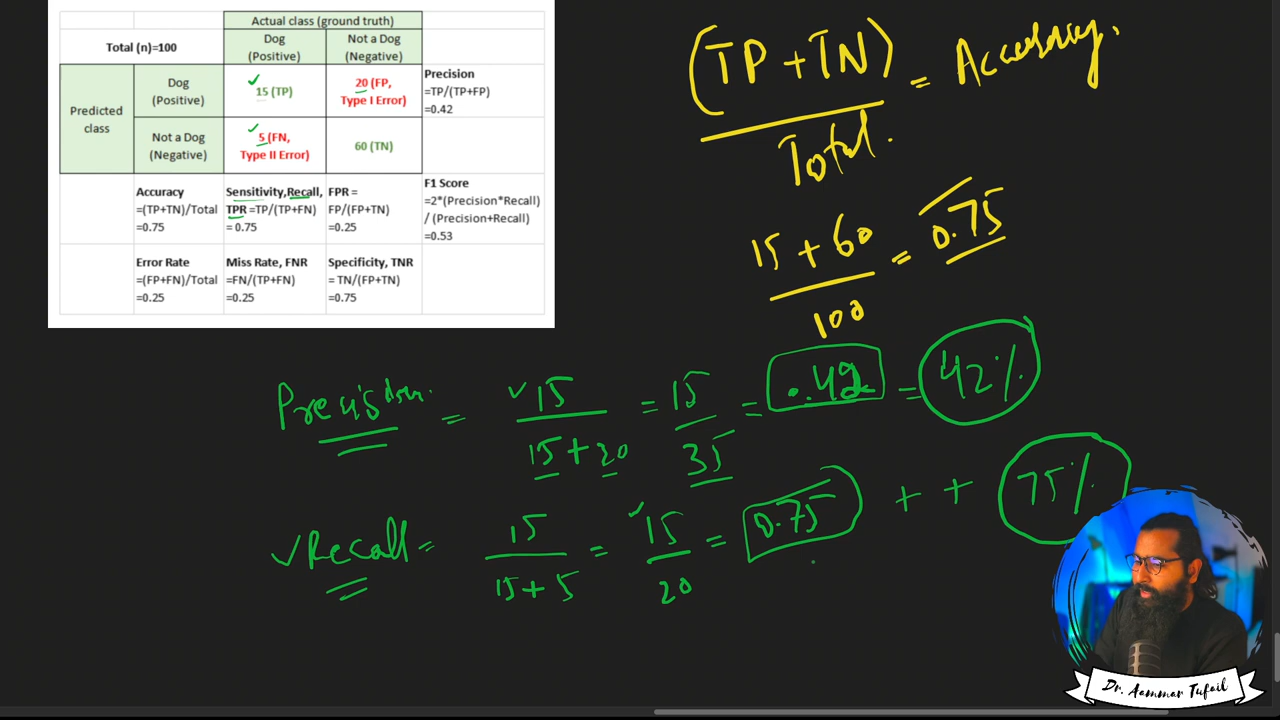 Actual class (ground truth)
Total (n)=100
Dog
(Positive)
Not a Dog
(Negative)
Predicted
class
Dog
(Positive)
✓
15 (TP)
20 (FP,
Type I Error)
Precision
=TP/(TP+FP)
=0.42
Not a Dog
(Negative)
✓
5 (FN,
Type II Error)
60 (TN)
Accuracy
=(TP+TN)/Total
=0.75
Sensitivity,Recall,
TPR =TP/(TP+FN)
= 0.75
FPR =
FP/(FP+TN)
=0.25
F1 Score
=2*(Precision*Recall)
/ (Precision+Recall)
=0.53
Error Rate
=(FP+FN)/Total
=0.25
Miss Rate, FNR
=FN/(TP+FN)
=0.25
Specificity, TNR
= TN/(FP+TN)
=0.75
(TP+TN) = Accuracy.
Total.
15 + 60 = 0.75
100
Precision. = ✓15 = 15 = .42 = 42%
15 + 20 35
✓Recall = 15 = ✓15 = 0.75 + + 75%
15 + 5 20
Dr. Aammar Tufail